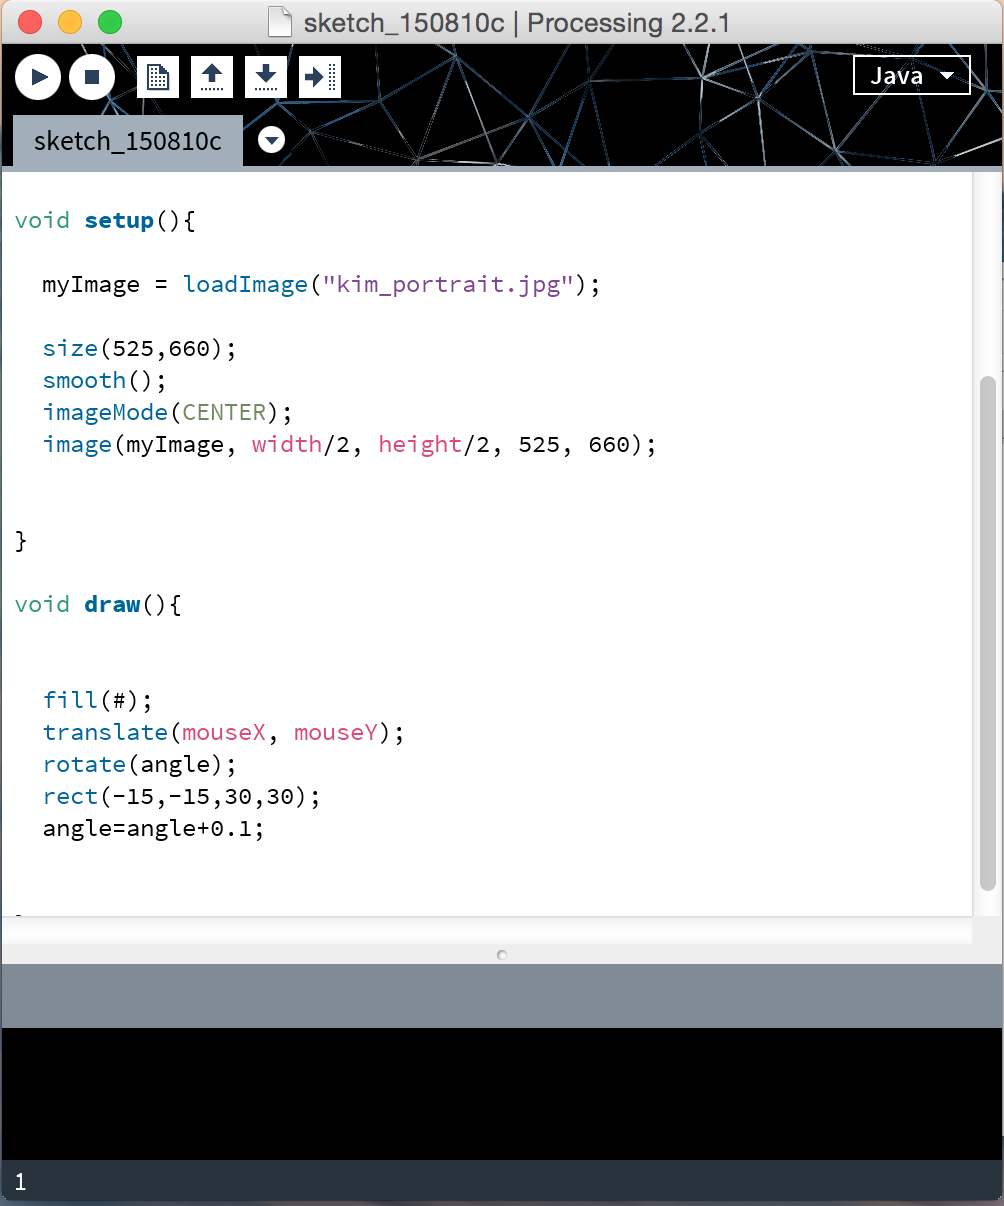 sketch_150810c | Processing 2.2.1
Java
sketch_150810c
void setup(){
myImage = loadImage("kim_portrait.jpg");
size(525,660);
smooth();
imageMode(CENTER);
image(myImage, width/2, height/2, 525, 660);
}
void draw(){
fill(#);
translate(mouseX, mouseY);
rotate(angle);
rect(-15,-15,30,30);
angle=angle+0.1;
1